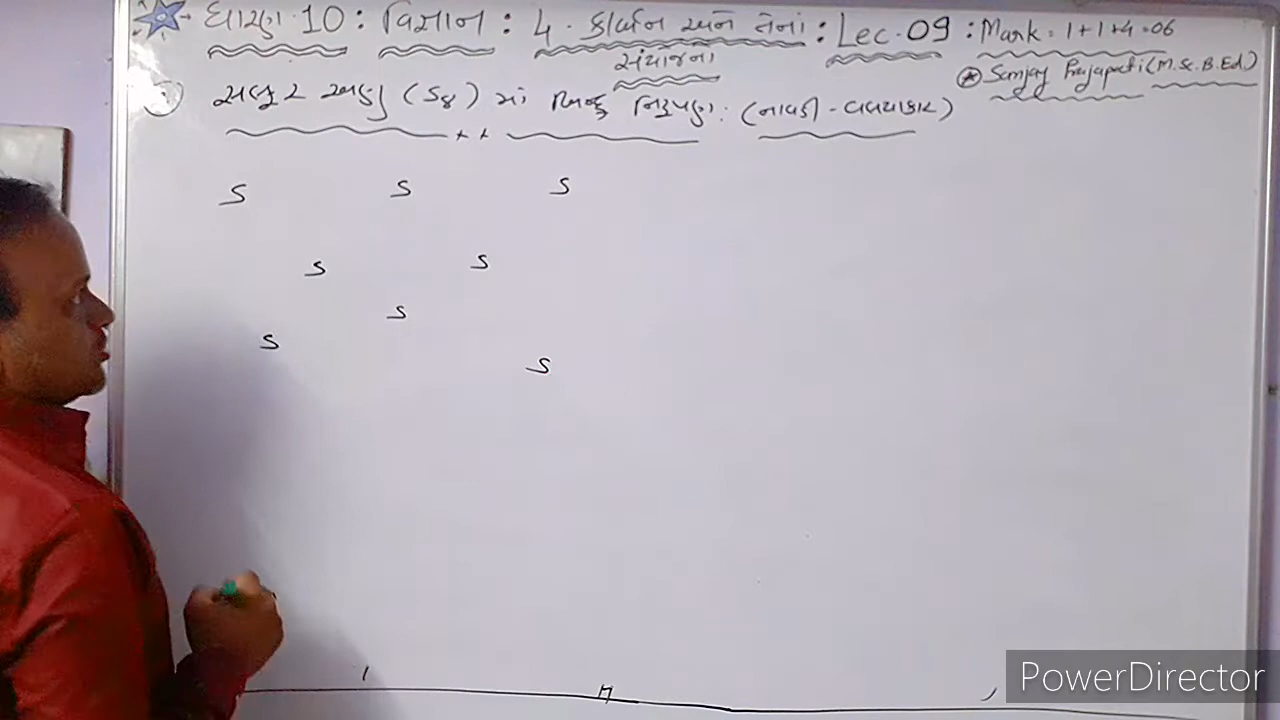 ધોરણ 10 : વિજ્ઞાન : 4. કાર્બન અને તેનાં : Lec. 09 : Mark. 1+1+4=06
સંયોજનો
Sanjay Prajapati (M.Sc. B.Ed)
સલ્ફર અણુ (S8) નાં બિંદુ નિરૂપણ : (નાવડી - વલયાકાર)
S S S
S S
S
S
S
PowerDirector